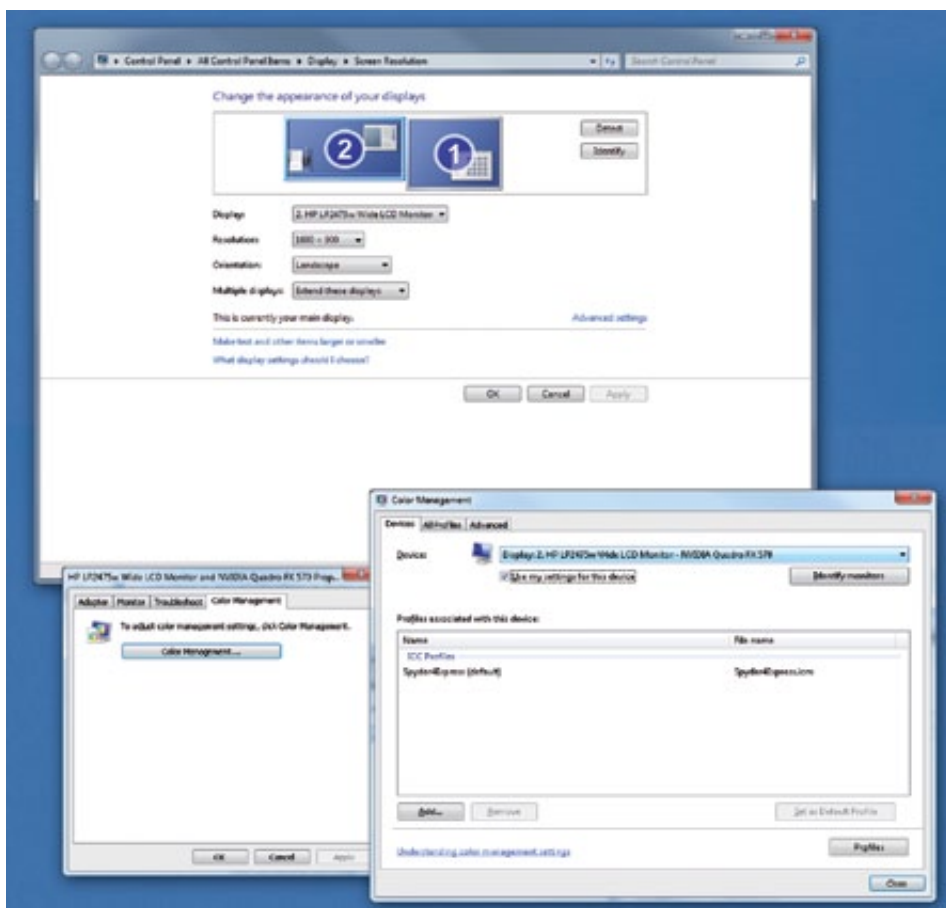 Control Panel ▸ All Control Panel Items ▸ Display ▸ Screen Resolution
Search Control Panel
Change the appearance of your displays
2
1
Detect
Identify
Display:
2. HP LP2475w Wide LCD Monitor
Resolution:
Orientation:
Landscape
Multiple displays:
Extend these displays
This is currently your main display.
Advanced settings
Make text and other items larger or smaller
What display settings should I choose?
OK
Cancel
Apply
HP LP2475w Wide LCD Monitor and NVIDIA Quadro FX 570 Prop...
Adapter
Monitor
Troubleshoot
Color Management
To adjust color management settings, click Color Management.
Color Management...
OK
Cancel
Apply
Color Management
Devices
All Profiles
Advanced
Device:
Display: 2. HP LP2475w Wide LCD Monitor - NVIDIA Quadro FX 570
Use my settings for this device
Identify monitors
Profiles associated with this device:
Name
File name
ICC Profiles
Spyder4Express (default)
Spyder4Express.icm
Add...
Remove
Set as Default Profile
Understanding color management settings
Profiles
Close